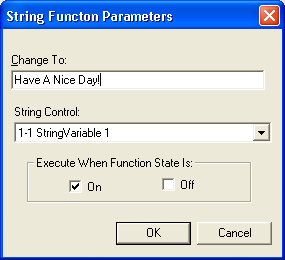 String Functon Parameters
Change To:
Have A Nice Day!
String Control:
1-1 StringVariable 1
Execute When Function State Is:
On Off
OK Cancel